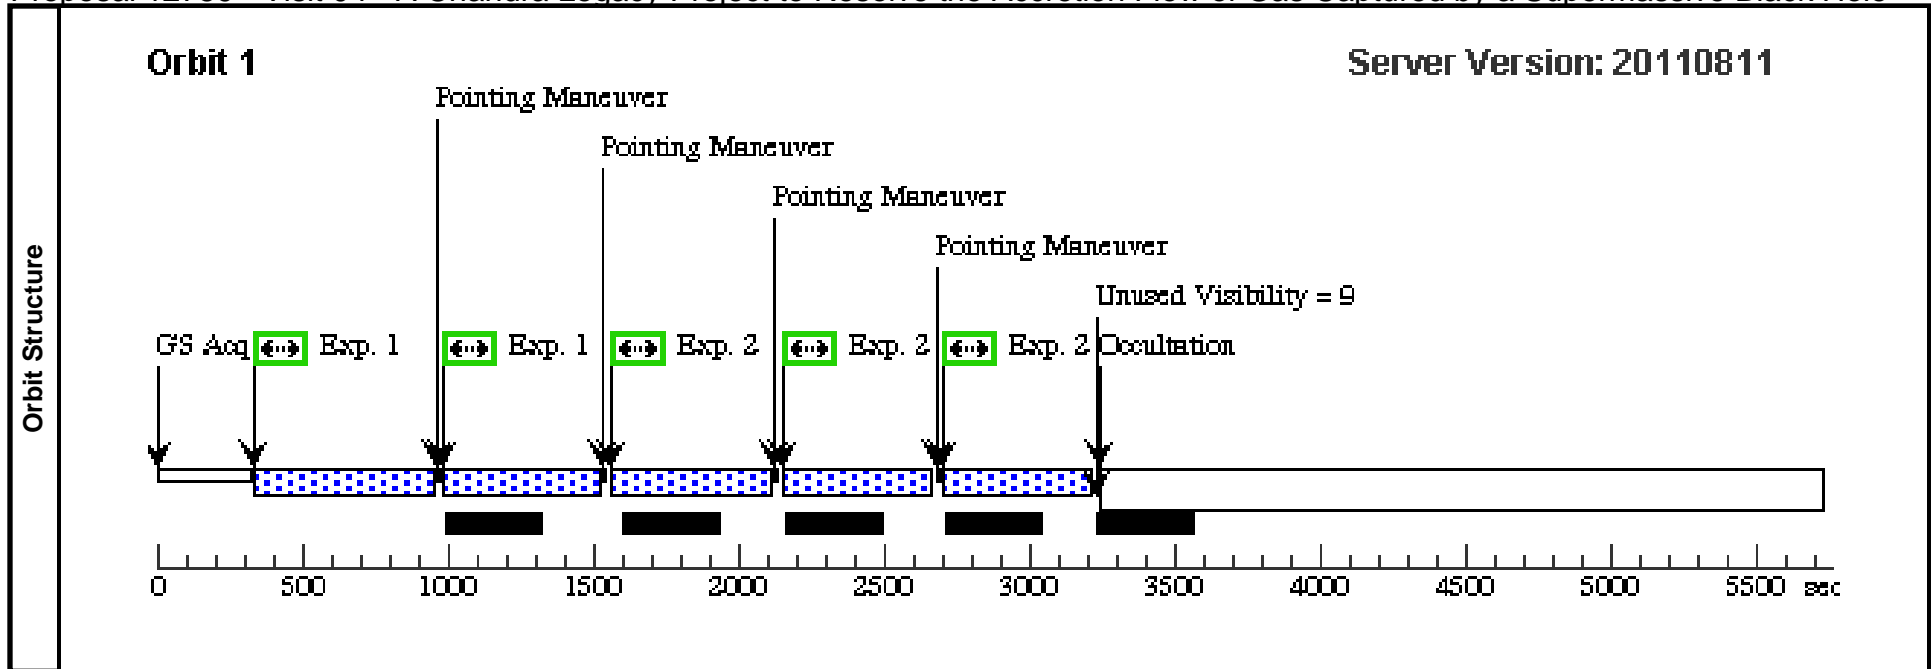 Orbit Structure
Orbit 1
Server Version: 20110811
Pointing Maneuver
Pointing Maneuver
Pointing Maneuver
Pointing Maneuver
Unused Visibility = 9
GS Acq Exp. 1 Exp. 1 Exp. 2 Exp. 2 Exp. 2 Occultation
0 500 1000 1500 2000 2500 3000 3500 4000 4500 5000 5500 sec